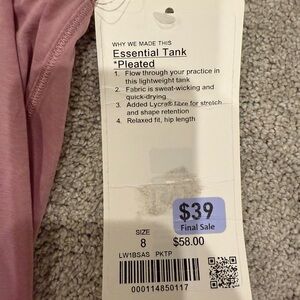 WHY WE MADE THIS
Essential Tank
*Pleated
1. Flow through your practice in
this lightweight tank
2. Fabric is sweat-wicking and
quick-drying
3. Added Lycra® fibre for stretch
and shape retention
4. Relaxed fit, hip length
$39
Final Sale
SIZE
8
$58.00
LW1BSAS PKTP
000114850117